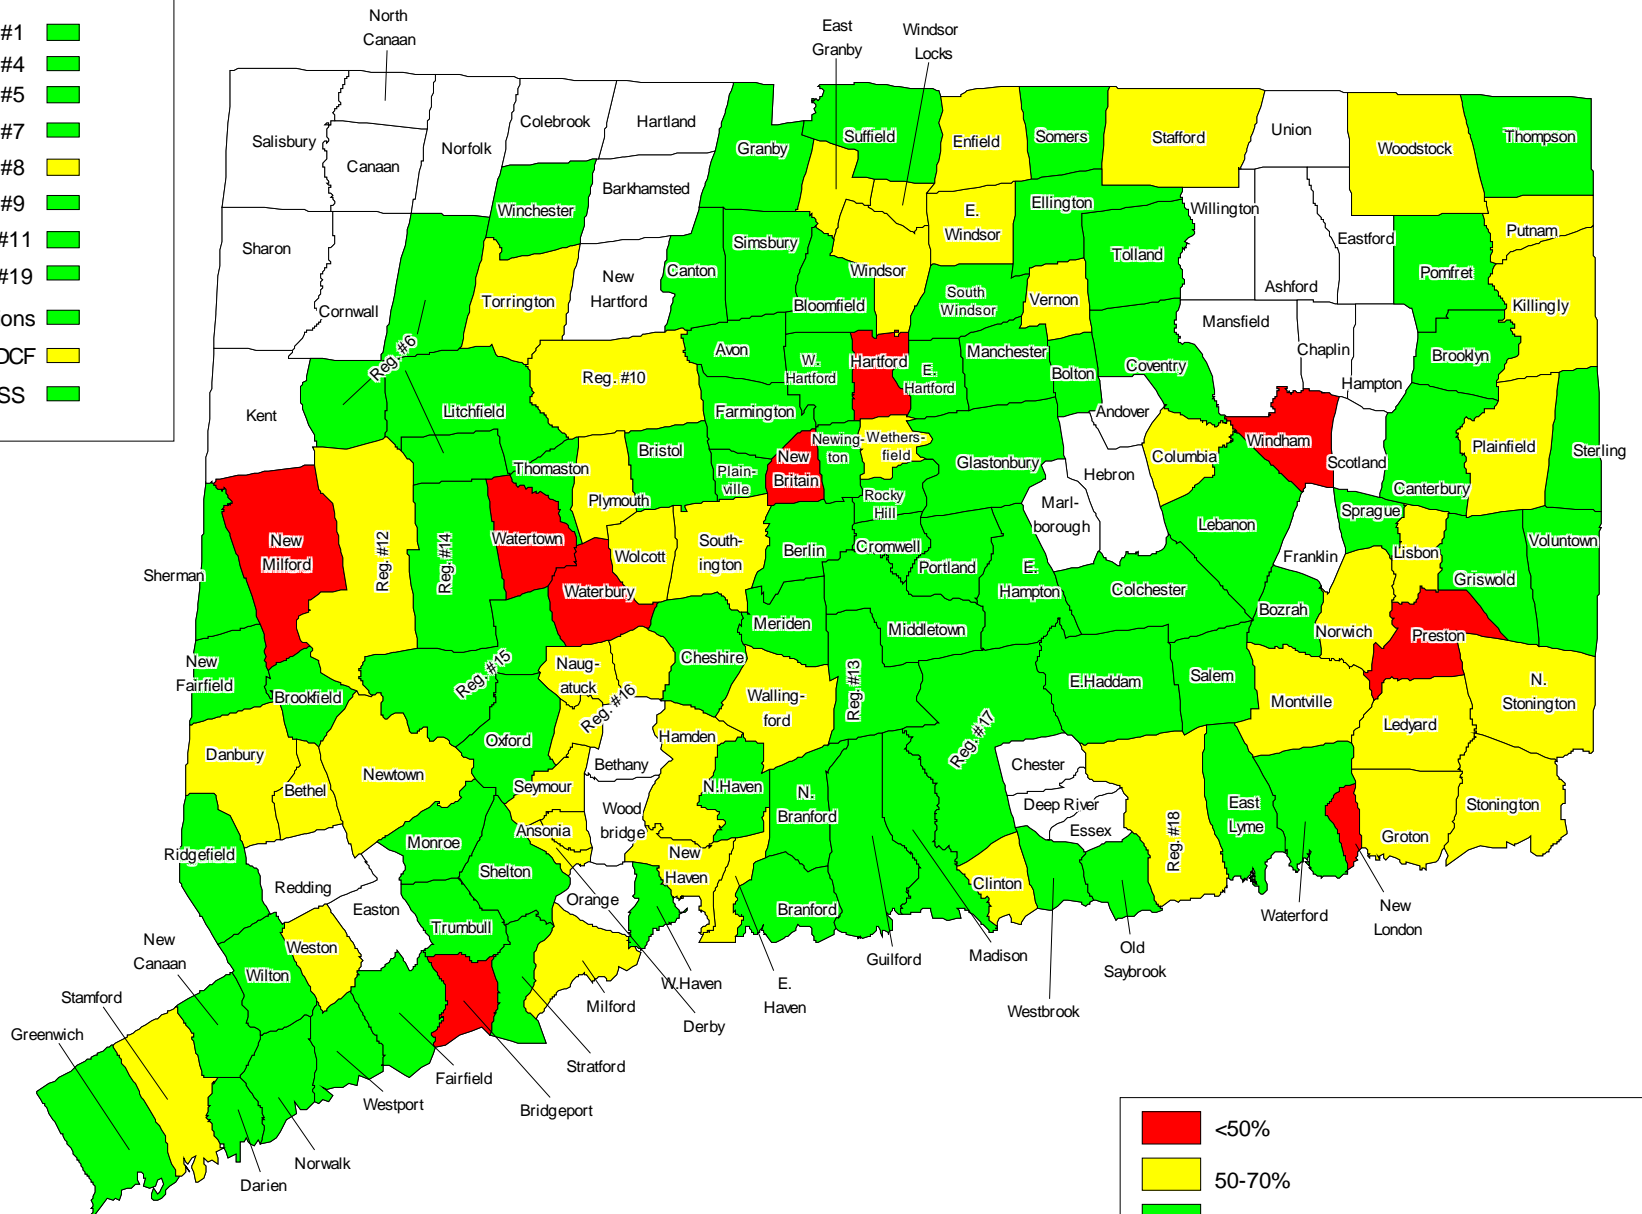 #1
#4
#5
#7
#8
#9
#11
#19
ons
DCF
SS
North
Canaan
East
Granby
Windsor
Locks
Salisbury
Canaan
Norfolk
Colebrook
Hartland
Granby
Suffield
Enfield
Somers
Stafford
Union
Woodstock
Thompson
Winchester
Barkhamsted
Simsbury
E.
Windsor
Ellington
Willington
Eastford
Putnam
Sharon
Cornwall
Torrington
New
Hartford
Canton
Bloomfield
Windsor
South
Windsor
Vernon
Tolland
Ashford
Pomfret
Killingly
Reg. #6
Reg. #10
Avon
W.
Hartford
Hartford
E.
Hartford
Manchester
Bolton
Coventry
Mansfield
Chaplin
Hampton
Brooklyn
Kent
Litchfield
Farmington
Andover
Windham
Scotland
Plainfield
Sterling
Thomaston
Bristol
Plain-
ville
New
Britain
Newing-
ton
Wethers-
field
Glastonbury
Hebron
Columbia
Canterbury
Plymouth
Rocky
Hill
Marl-
borough
Lebanon
Sprague
New
Milford
Reg. #12
Reg. #14
Watertown
Wolcott
South-
ington
Berlin
Cromwell
Portland
E.
Hampton
Franklin
Lisbon
Voluntown
Sherman
Waterbury
Colchester
Bozrah
Griswold
Meriden
Middletown
Norwich
Preston
New
Fairfield
Brookfield
Reg. #15
Naug-
atuck
Reg. #16
Cheshire
Walling-
ford
Reg. #13
E.Haddam
Salem
Montville
Ledyard
N.
Stonington
Danbury
Bethel
Newtown
Oxford
Seymour
Bethany
Hamden
N.Haven
Reg. #17
Chester
Deep River
Essex
Reg. #18
East
Lyme
Stonington
Groton
Ridgefield
Monroe
Ansonia
Wood
bridge
New
Haven
N.
Branford
Redding
Shelton
Orange
Branford
Clinton
Easton
Trumbull
Weston
Wilton
New
Canaan
Stamford
Greenwich
Milford
W.Haven
Derby
E.
Haven
Guilford
Madison
Westbrook
Old
Saybrook
Waterford
New
London
Stratford
Fairfield
Bridgeport
Westport
Norwalk
Darien
<50%
50-70%